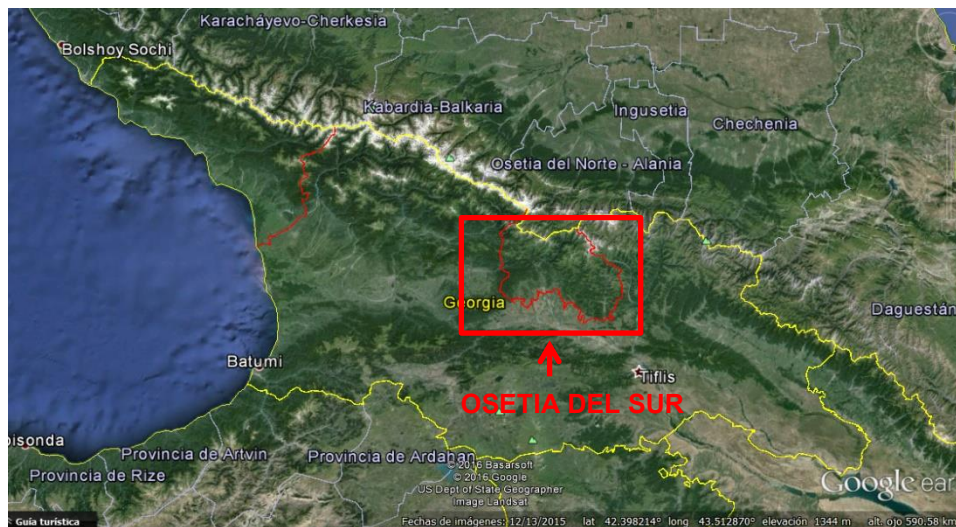 Karacháyevo-Cherkesia
Bolshoy Sochi
Kabardia-Balkaria
Ingusetia
Chechenia
Osetia del Norte - Alania
Georgia
Daguestán
Batumi
Tiflis
OSETIA DEL SUR
bisonda
Provincia de Artvin
Provincia de Ardahan
Provincia de Rize
© 2016 Basarsoft
© 2016 Google
US Dept of State Geographer
Image Landsat
Google ear
Guía turística
Fechas de imágenes: 12/13/2015 lat 42.398214° long 43.512870° elevación 1344 m alt. ojo 590.58 km